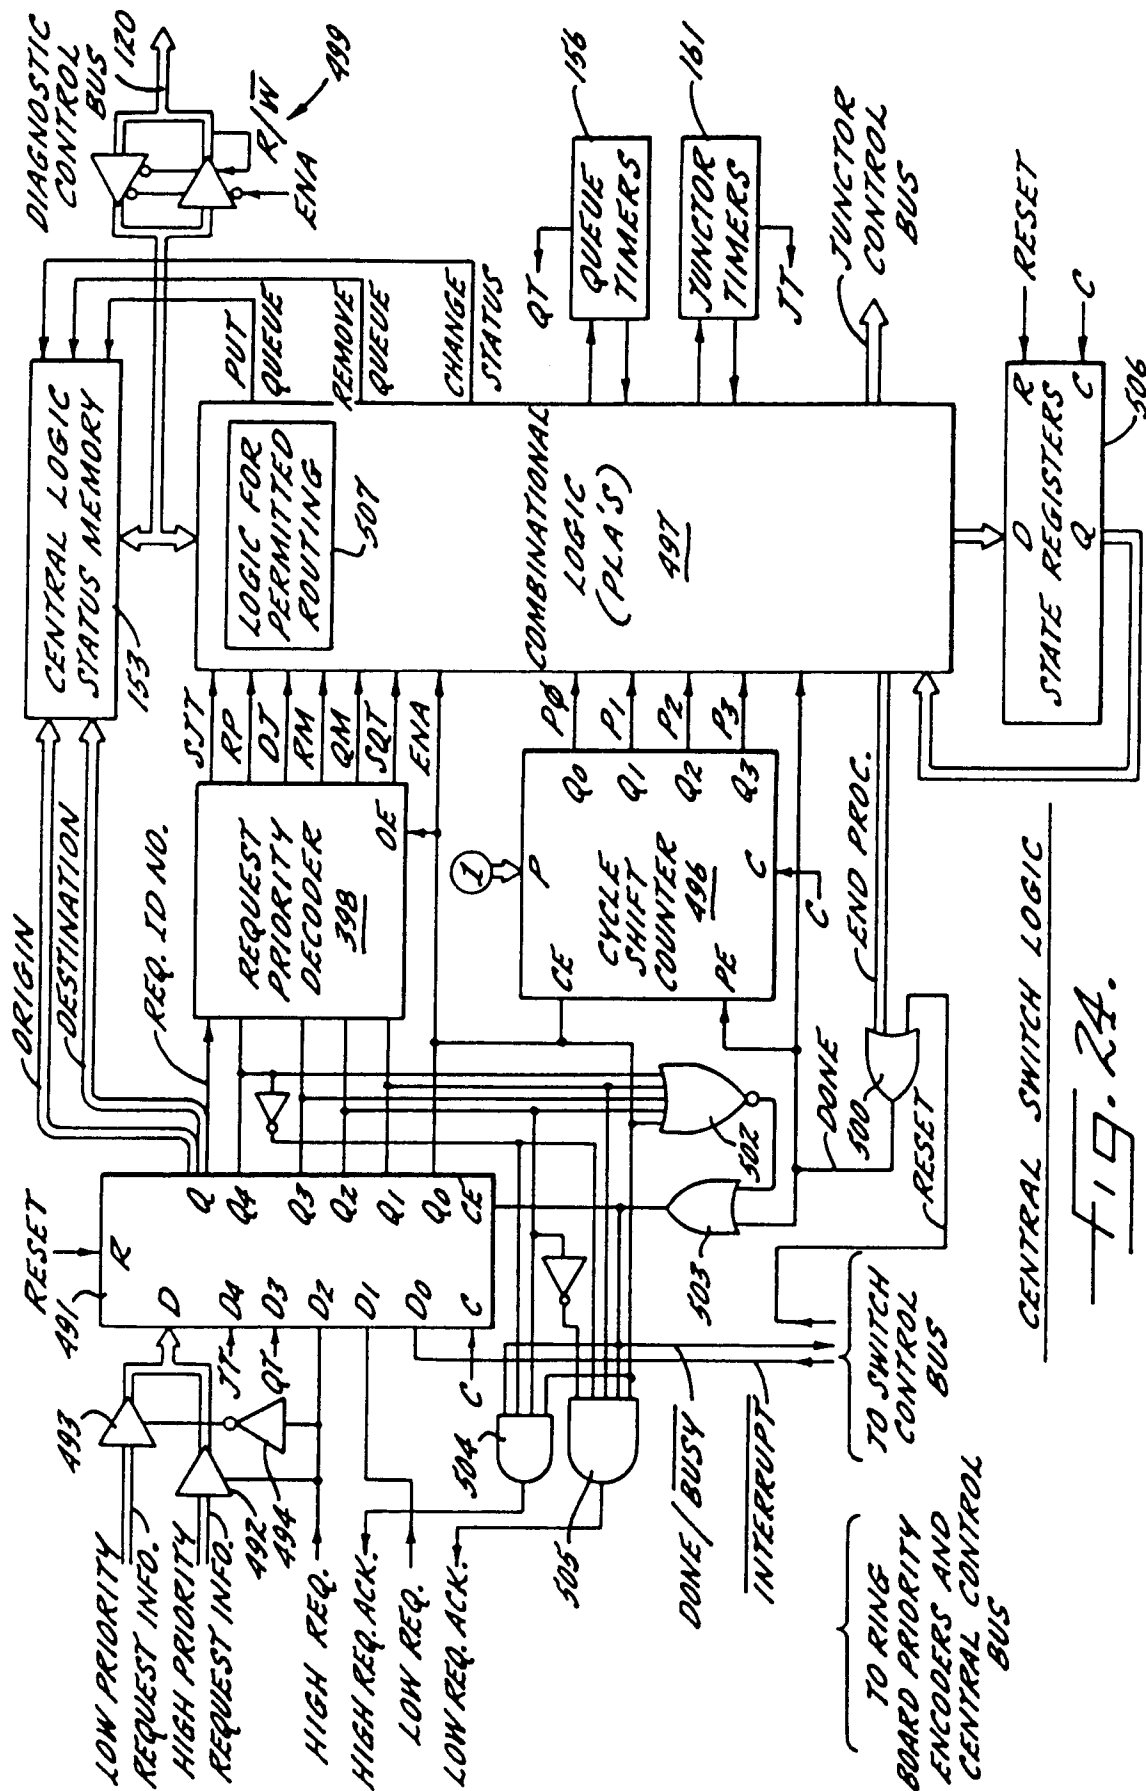 DIAGNOSTIC
CONTROL
BUS
120
R/W
499
ENA
ORIGIN
DESTINATION
REQ. ID NO.
CENTRAL LOGIC
STATUS MEMORY
153
PUT
QUEUE
REMOVE
QUEUE
CHANGE
STATUS
RESET
491
R
D
Q
D4
Q4
D3
Q3
D2
Q2
D1
Q1
D0
Q0
C
CE
JT
QT
C
493
492
494
LOW PRIORITY
REQUEST INFO.
HIGH PRIORITY
REQUEST INFO.
HIGH REQ.
HIGH REQ. ACK.
LOW REQ.
LOW REQ. ACK.
REQUEST
PRIORITY
DECODER
398
OE
SJT
RP
OJ
RM
QM
SQT
ENA
LOGIC FOR
PERMITTED
ROUTING
507
COMBINATIONAL
LOGIC
(PLA'S)
497
QT
QUEUE
TIMERS
156
JUNCTOR
TIMERS
161
JT
JUNCTOR
CONTROL
BUS
1
P
CE
CYCLE
SHIFT
COUNTER
496
PE
C
Q0
Q1
Q2
Q3
PØ
P1
P2
P3
C
END PROC.
502
503
504
505
500
DONE
RESET
DONE/BUSY
INTERRUPT
TO SWITCH
CONTROL
BUS
TO RING
BOARD PRIORITY
ENCODERS AND
CENTRAL CONTROL
BUS
D
R
STATE REGISTERS
Q
C
RESET
C
506
CENTRAL SWITCH LOGIC
Fig. 24.